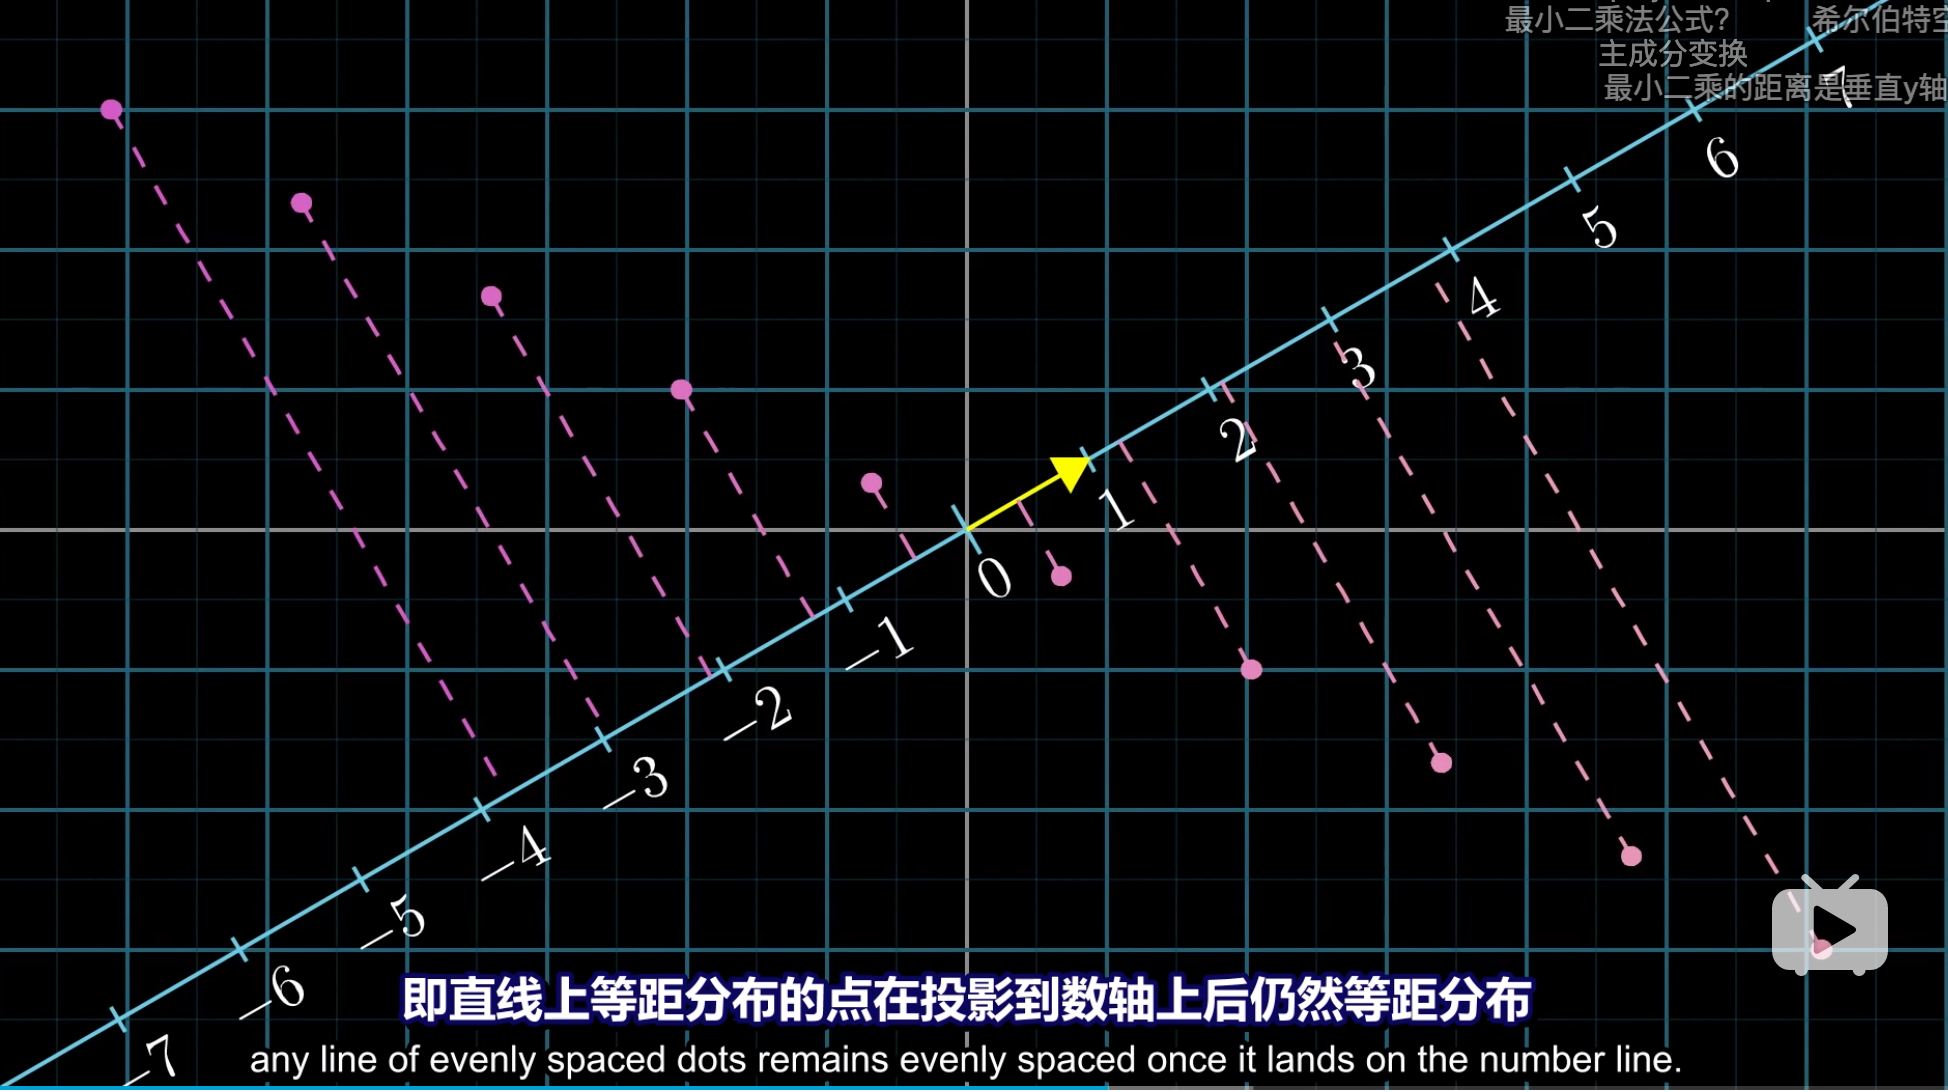 最小二乘法公式?
希尔伯特空
主成分变换
最小二乘的距离是垂直y轴
7
6
5
4
3
2
1
0
−1
−2
−3
−4
−5
−6
−7
即直线上等距分布的点在投影到数轴上后仍然等距分布
any line of evenly spaced dots remains evenly spaced once it lands on the number line.